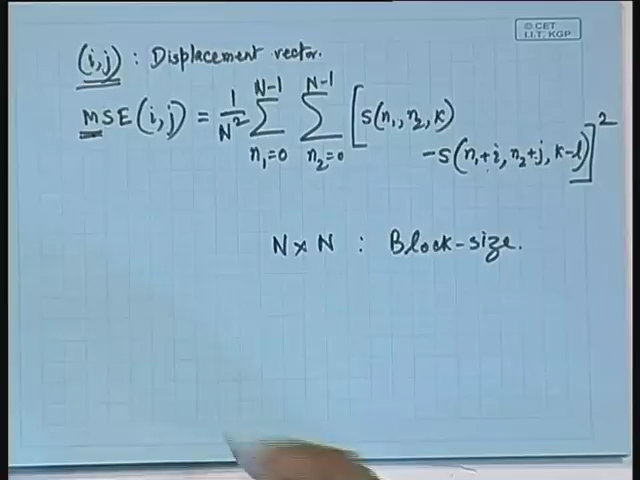 © CET
I.I.T. KGP
(i,j) : Displacement vector.
MSE(i,j) = 1/N² Σ_{n₁=0}^{N-1} Σ_{n₂=0}^{N-1} [s(n₁, n₂, k)
-s(n₁+i, n₂+j, k-l)]²
N×N : Block-size.